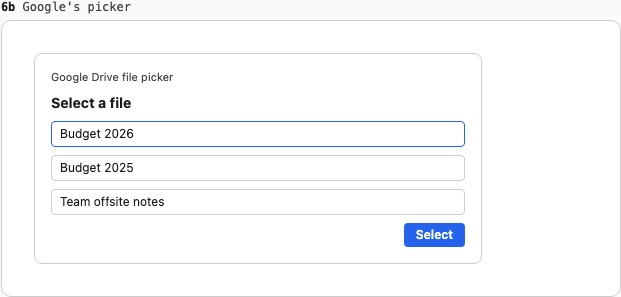 6b Google's picker
Google Drive file picker
Select a file
Budget 2026
Budget 2025
Team offsite notes
Select